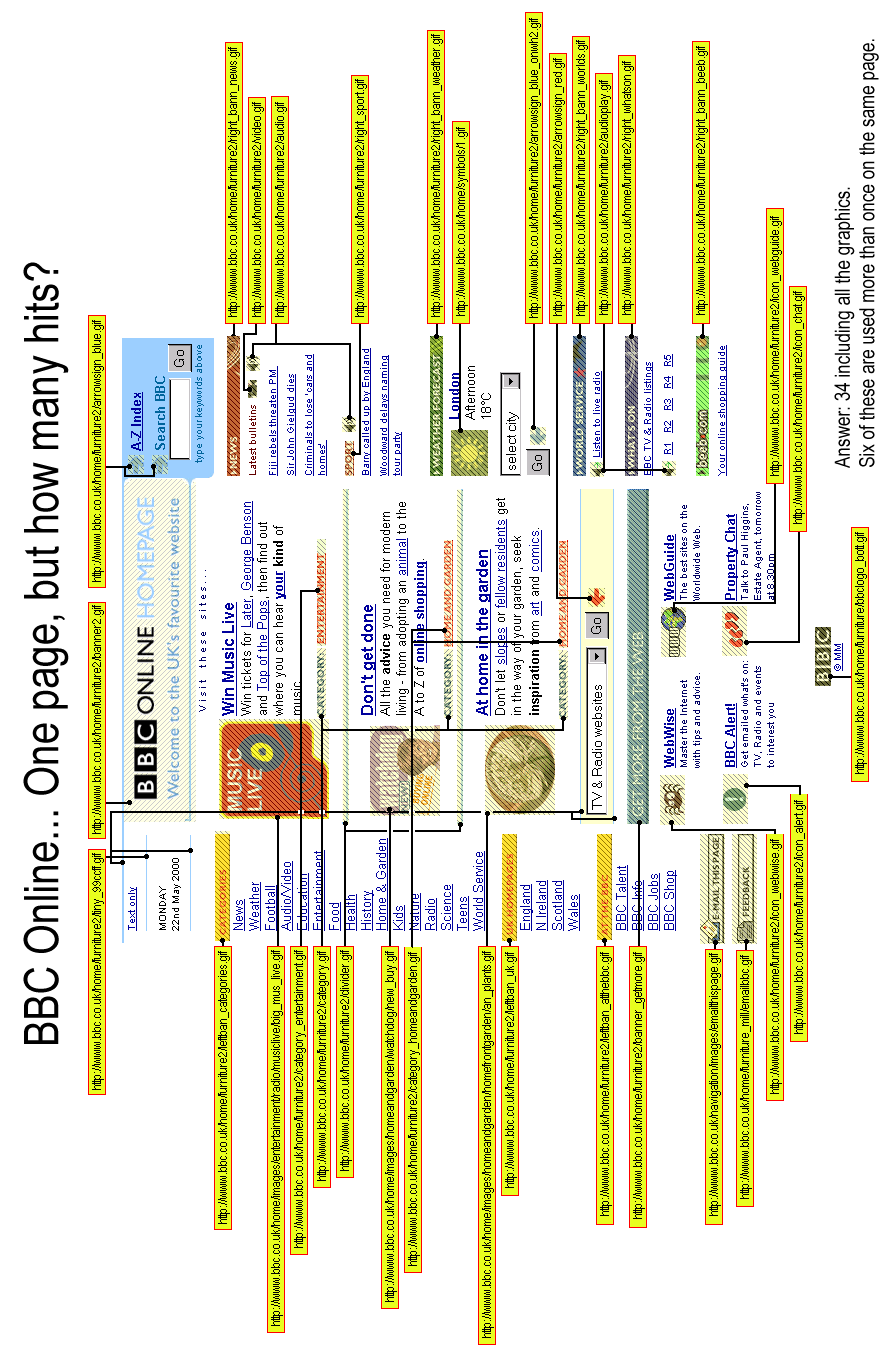 BBC Online... One page, but how many hits?
http://www.bbc.co.uk/home/furniture2/tiny_99ccff.gif
http://www.bbc.co.uk/home/furniture2/banner2.gif
http://www.bbc.co.uk/home/furniture2/arrowsign_blue.gif
Text only
MONDAY
22nd May 2000
BBC ONLINE HOMEPAGE
Welcome to the UK's favourite website
A-Z Index
Search BBC
Go
type your keywords above
Visit these sites...
http://www.bbc.co.uk/home/furniture2/leftban_categories.gif
http://www.bbc.co.uk/home/images/entertainment/radio/musiclive/big_mus_live.gif
http://www.bbc.co.uk/home/furniture2/category_entertainment.gif
http://www.bbc.co.uk/home/furniture2/category.gif
http://www.bbc.co.uk/home/furniture2/divider.gif
http://www.bbc.co.uk/home/images/homeandgarden/watchdog/new_buy.gif
http://www.bbc.co.uk/home/furniture2/category_homeandgarden.gif
http://www.bbc.co.uk/home/images/homeandgarden/homefrontgarden/an_plants.gif
http://www.bbc.co.uk/home/furniture2/leftban_uk.gif
http://www.bbc.co.uk/home/furniture2/leftban_atthebbc.gif
http://www.bbc.co.uk/home/furniture2/banner_getmore.gif
http://www.bbc.co.uk/navigation/images/emailthispage.gif
http://www.bbc.co.uk/home/furniture_mill/emailbbc.gif
http://www.bbc.co.uk/home/furniture2/icon_webwise.gif
http://www.bbc.co.uk/home/furniture2/icon_alert.gif
CATEGORIES
News
Weather
Football
Audio/Video
Education
Entertainment
Food
Health
History
Home & Garden
Kids
Nature
Radio
Science
Teens
World Service
UK HOMEPAGES
England
N Ireland
Scotland
Wales
AT THE BBC
BBC Talent
BBC Info
BBC Jobs
BBC Shop
E-MAIL THIS PAGE
FEEDBACK
MUSIC
LIVE
Win Music Live
Win tickets for Later, George Benson
and Top of the Pops, then find out
where you can hear your kind of
music
CATEGORY: ENTERTAINMENT
Don't get done
All the advice you need for modern
living - from adopting an animal to the
A to Z of online shopping
CATEGORY: HOME AND GARDEN
At home in the garden
Don't let slopes or fellow residents get
in the way of your garden, seek
inspiration from art and comics.
CATEGORY: HOME AND GARDEN
TV & Radio websites
Go
GET MORE FROM THE WEB
WebWise
Master the Internet
with tips and advice.
WebGuide
The best sites on the
Worldwide Web.
BBC Alert!
Get emailed what's on:
TV, Radio and events
to interest you
Property Chat
Talk to Paul Higgins,
Estate Agent, tomorrow
at 8.30pm
BBC
© MM
NEWS
Latest bulletins
Fiji rebels threaten PM
Sir John Gielgud dies
Criminals to lose 'cars and
homes'
SPORT
Barry called up by England
Woodward delays naming
tour party
WEATHER FORECAST
London
Afternoon
18°C
select city
Go
WORLD SERVICE
Listen to live radio
WHAT'S ON
BBC TV & Radio listings
R1 R2 R3 R4 R5
beeb.com
Your online shopping guide
http://www.bbc.co.uk/home/furniture2/right_bann_news.gif
http://www.bbc.co.uk/home/furniture2/video.gif
http://www.bbc.co.uk/home/furniture2/audio.gif
http://www.bbc.co.uk/home/furniture2/right_sport.gif
http://www.bbc.co.uk/home/furniture2/right_bann_weather.gif
http://www.bbc.co.uk/home/symbols/1.gif
http://www.bbc.co.uk/home/furniture2/arrowsign_blue_onwh2.gif
http://www.bbc.co.uk/home/furniture2/arrowsign_red.gif
http://www.bbc.co.uk/home/furniture2/right_bann_worlds.gif
http://www.bbc.co.uk/home/furniture2/audioplay.gif
http://www.bbc.co.uk/home/furniture2/right_whatson.gif
http://www.bbc.co.uk/home/furniture2/right_bann_beeb.gif
http://www.bbc.co.uk/home/furniture2/icon_webguide.gif
http://www.bbc.co.uk/home/furniture2/icon_chat.gif
http://www.bbc.co.uk/furniture/bbclogo_bott.gif
Answer: 34 including all the graphics.
Six of these are used more than once on the same page.